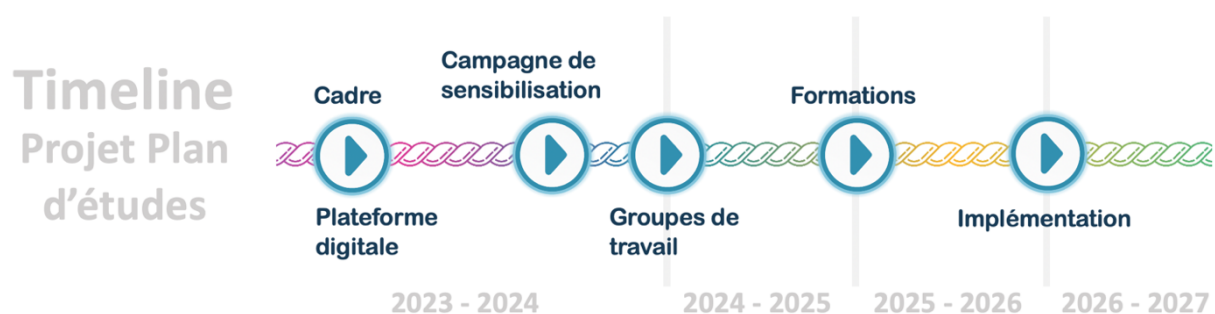 Timeline
Projet Plan
d'études
Cadre
Plateforme
digitale
Campagne de
sensibilisation
Groupes de
travail
Formations
Implémentation
2023 - 2024
2024 - 2025
2025 - 2026
2026 - 2027